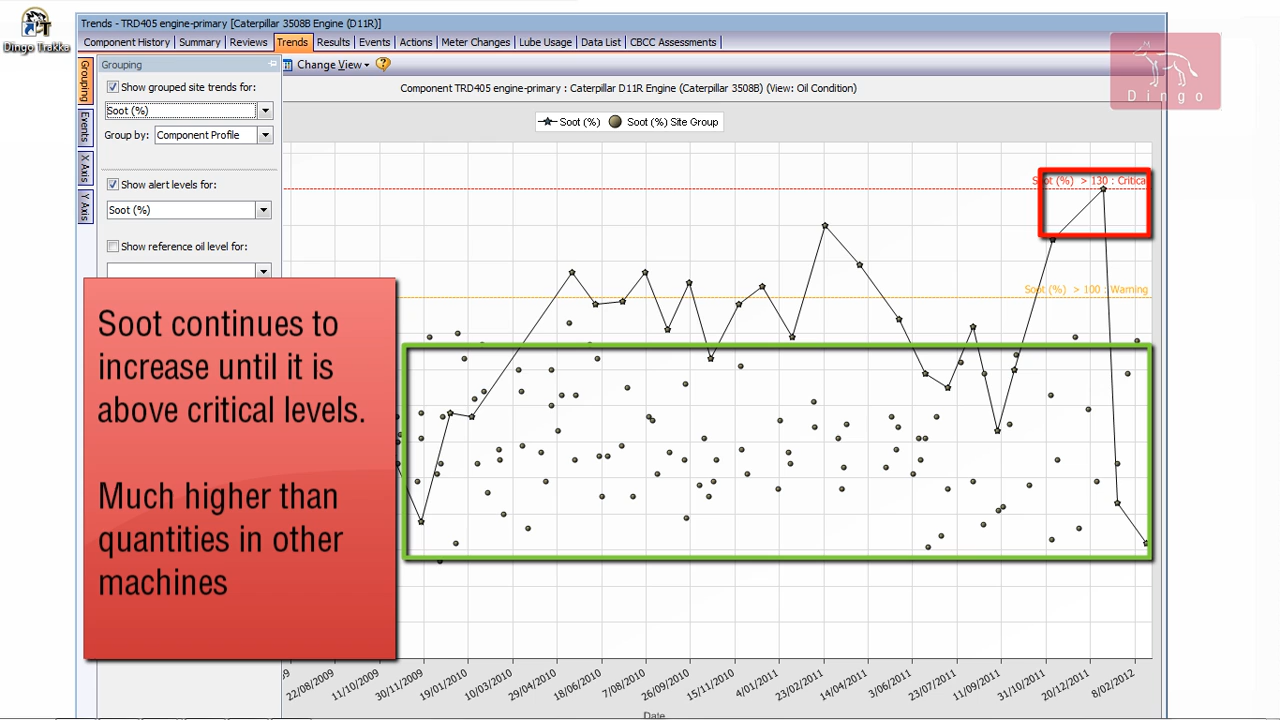 Dingo Trakka
Trends - TRD405 engine-primary [Caterpillar 3508B Engine (D11R)]
Component History
Summary
Reviews
Trends
Results
Events
Actions
Meter Changes
Lube Usage
Data List
CBCC Assessments
Grouping
Change View
Dingo
Grouping
Events
X Axis
Y Axis
Show grouped site trends for:
Soot (%)
Group by: Component Profile
Show alert levels for:
Soot (%)
Show reference oil level for:
Component TRD405 engine-primary : Caterpillar D11R Engine (Caterpillar 3508B) (View: Oil Condition)
Soot (%)
Soot (%) Site Group
Soot (%) > 130 : Critical
Soot (%) > 100 : Warning
Soot continues to
increase until it is
above critical levels.
Much higher than
quantities in other
machines
22/08/2009
11/10/2009
30/11/2009
19/01/2010
10/03/2010
29/04/2010
18/06/2010
7/08/2010
26/09/2010
15/11/2010
4/01/2011
23/02/2011
14/04/2011
3/06/2011
23/07/2011
11/09/2011
31/10/2011
20/12/2011
8/02/2012
Date